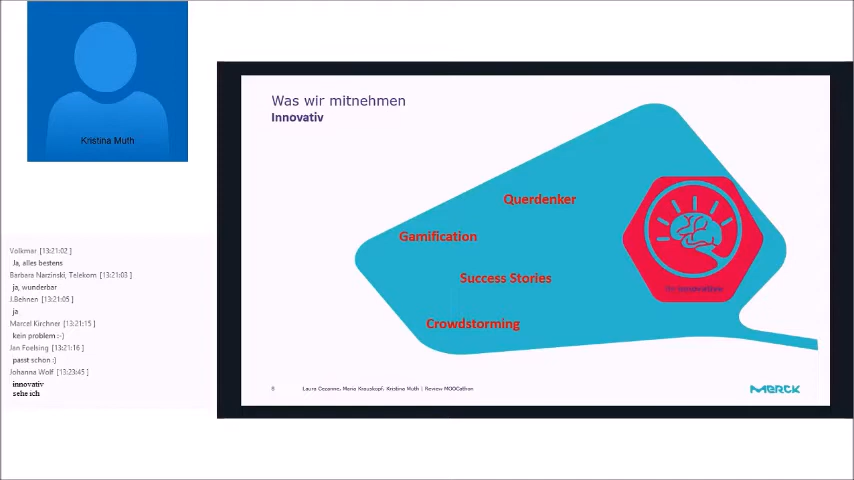 Kristina Muth
Volkmar [13:21:02 ]
Ja, alles bestens
Barbara Narzinski, Telekom [13:21:03 ]
ja, wunderbar
J.Behnen [13:21:05 ]
ja
Marcel Kirchner [13:21:15 ]
kein problem :-)
Jan Foelsing [13:21:16 ]
passt schon :)
Johanna Wolf [13:23:45 ]
innovativ
sehe ich
Was wir mitnehmen
Innovativ
Querdenker
Gamification
Success Stories
Crowdstorming
innovative
8
Laura Cezanne, Maria Krauskopf, Kristina Muth | Review MOOCathon
MERCK